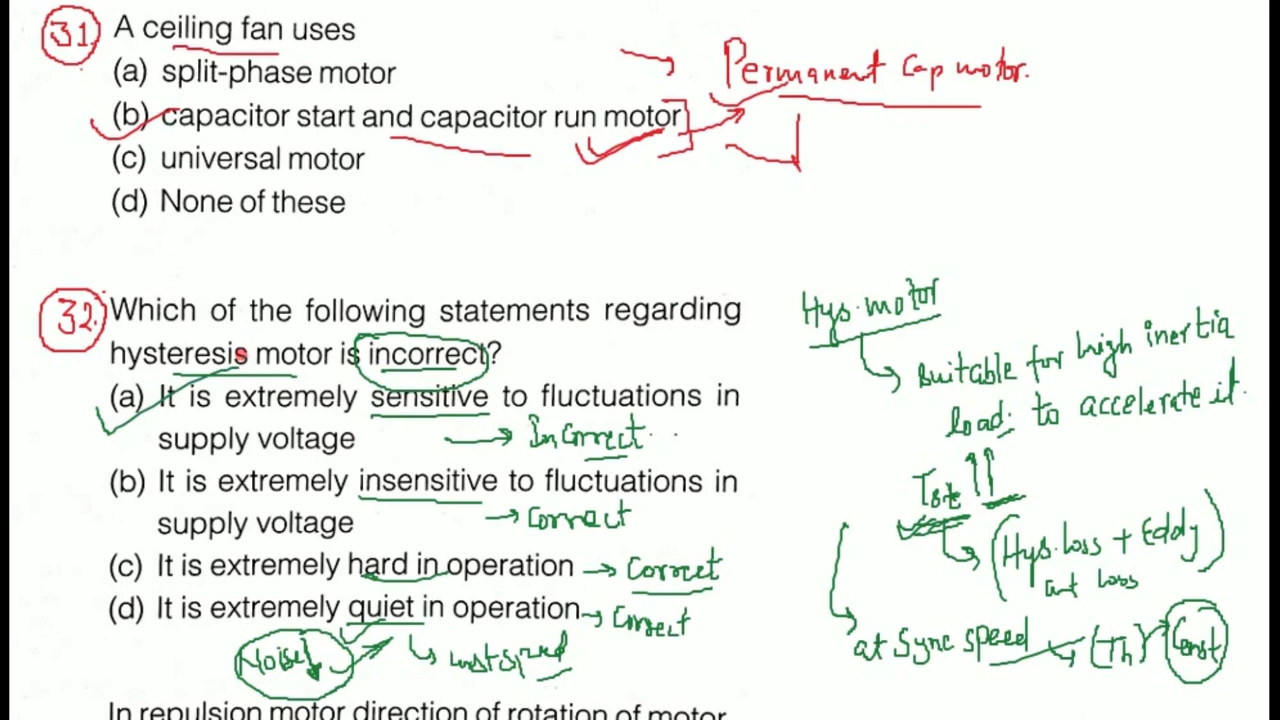 31 A ceiling fan uses
(a) split-phase motor
Permanent Cap motor.
(b) capacitor start and capacitor run motor
(c) universal motor
(d) None of these
32. Which of the following statements regarding
hysteresis motor is incorrect?
(a) It is extremely sensitive to fluctuations in
supply voltage → Incorrect
(b) It is extremely insensitive to fluctuations in
supply voltage → Correct
(c) It is extremely hard in operation → Correct
(d) It is extremely quiet in operation → Correct
Noise↓
const speed
Hys. motor
→ Suitable for high inertia
load; to accelerate it.
Tst ↑↑
→ (Hys. loss + Eddy)
loss
at Sync speed → (Th) → Const
In repulsion motor direction of rotation of motor